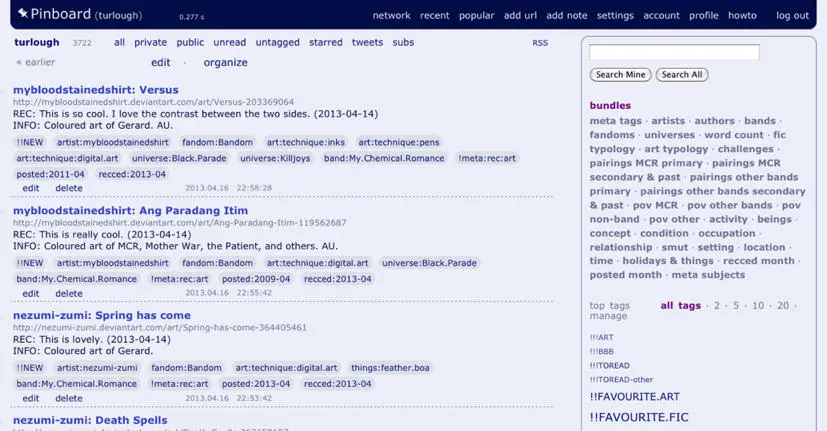 Pinboard (turlough) 0.277 s network recent popular add url add note settings account profile howto log out
turlough 3722 all private public unread untagged starred tweets subs RSS
« earlier edit · organize
mybloodstainedshirt: Versus
http://mybloodstainedshirt.deviantart.com/art/Versus-203369064
REC: This is so cool. I love the contrast between the two sides. (2013-04-14)
INFO: Coloured art of Gerard. AU.
!!NEW artist:mybloodstainedshirt fandom:Bandom art:technique:inks art:technique:pens
art:technique:digital.art universe:Black.Parade universe:Killjoys band:My.Chemical.Romance !meta:rec:art
posted:2011-04 recced:2013-04
edit delete 2013.04.16 22:58:28
mybloodstainedshirt: Ang Paradang Itim
http://mybloodstainedshirt.deviantart.com/art/Ang-Paradang-Itim-119562687
REC: This is really cool. (2013-04-14)
INFO: Coloured art of MCR, Mother War, the Patient, and others. AU.
!!NEW artist:mybloodstainedshirt fandom:Bandom art:technique:digital.art universe:Black.Parade
band:My.Chemical.Romance !meta:rec:art posted:2009-04 recced:2013-04
edit delete 2013.04.16 22:55:42
nezumi-zumi: Spring has come
http://nezumi-zumi.deviantart.com/art/Spring-has-come-364405461
REC: This is lovely. (2013-04-14)
INFO: Coloured art of Gerard.
!!NEW artist:nezumi-zumi fandom:Bandom art:technique:digital.art things:feather.boa
band:My.Chemical.Romance !meta:rec:art posted:2013-04 recced:2013-04
edit delete 2013.04.16 22:53:42
nezumi-zumi: Death Spells
Search Mine Search All
bundles
meta tags · artists · authors · bands ·
fandoms · universes · word count · fic
typology · art typology · challenges ·
pairings MCR primary · pairings MCR
secondary & past · pairings other bands
primary · pairings other bands secondary
& past · pov MCR · pov other bands · pov
non-band · pov other · activity · beings ·
concept · condition · occupation ·
relationship · smut · setting · location ·
time · holidays & things · recced month ·
posted month · meta subjects
top tags all tags · 2 · 5 · 10 · 20 ·
manage
!!!ART
!!!BBB
!!!TOREAD
!!!TOREAD-other
!!FAVOURITE.ART
!!FAVOURITE.FIC